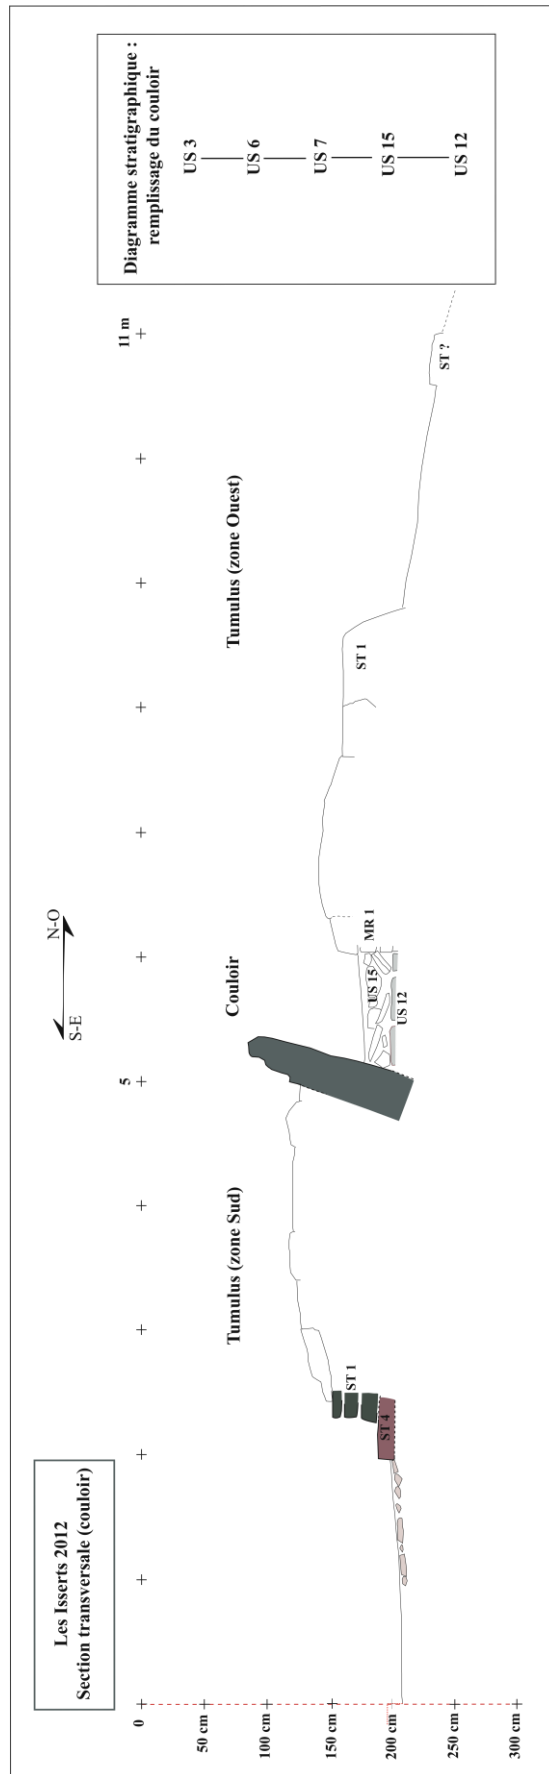 Les Isserts 2012
Section transversale (couloir)
0
50 cm
100 cm
150 cm
200 cm
250 cm
300 cm
Tumulus (zone Sud)
ST 1
ST 4
5
S-E
N-O
Couloir
US 15
US 12
MR 1
Tumulus (zone Ouest)
ST 1
ST ?
11 m
Diagramme stratigraphique :
remplissage du couloir
US 3
US 6
US 7
US 15
US 12